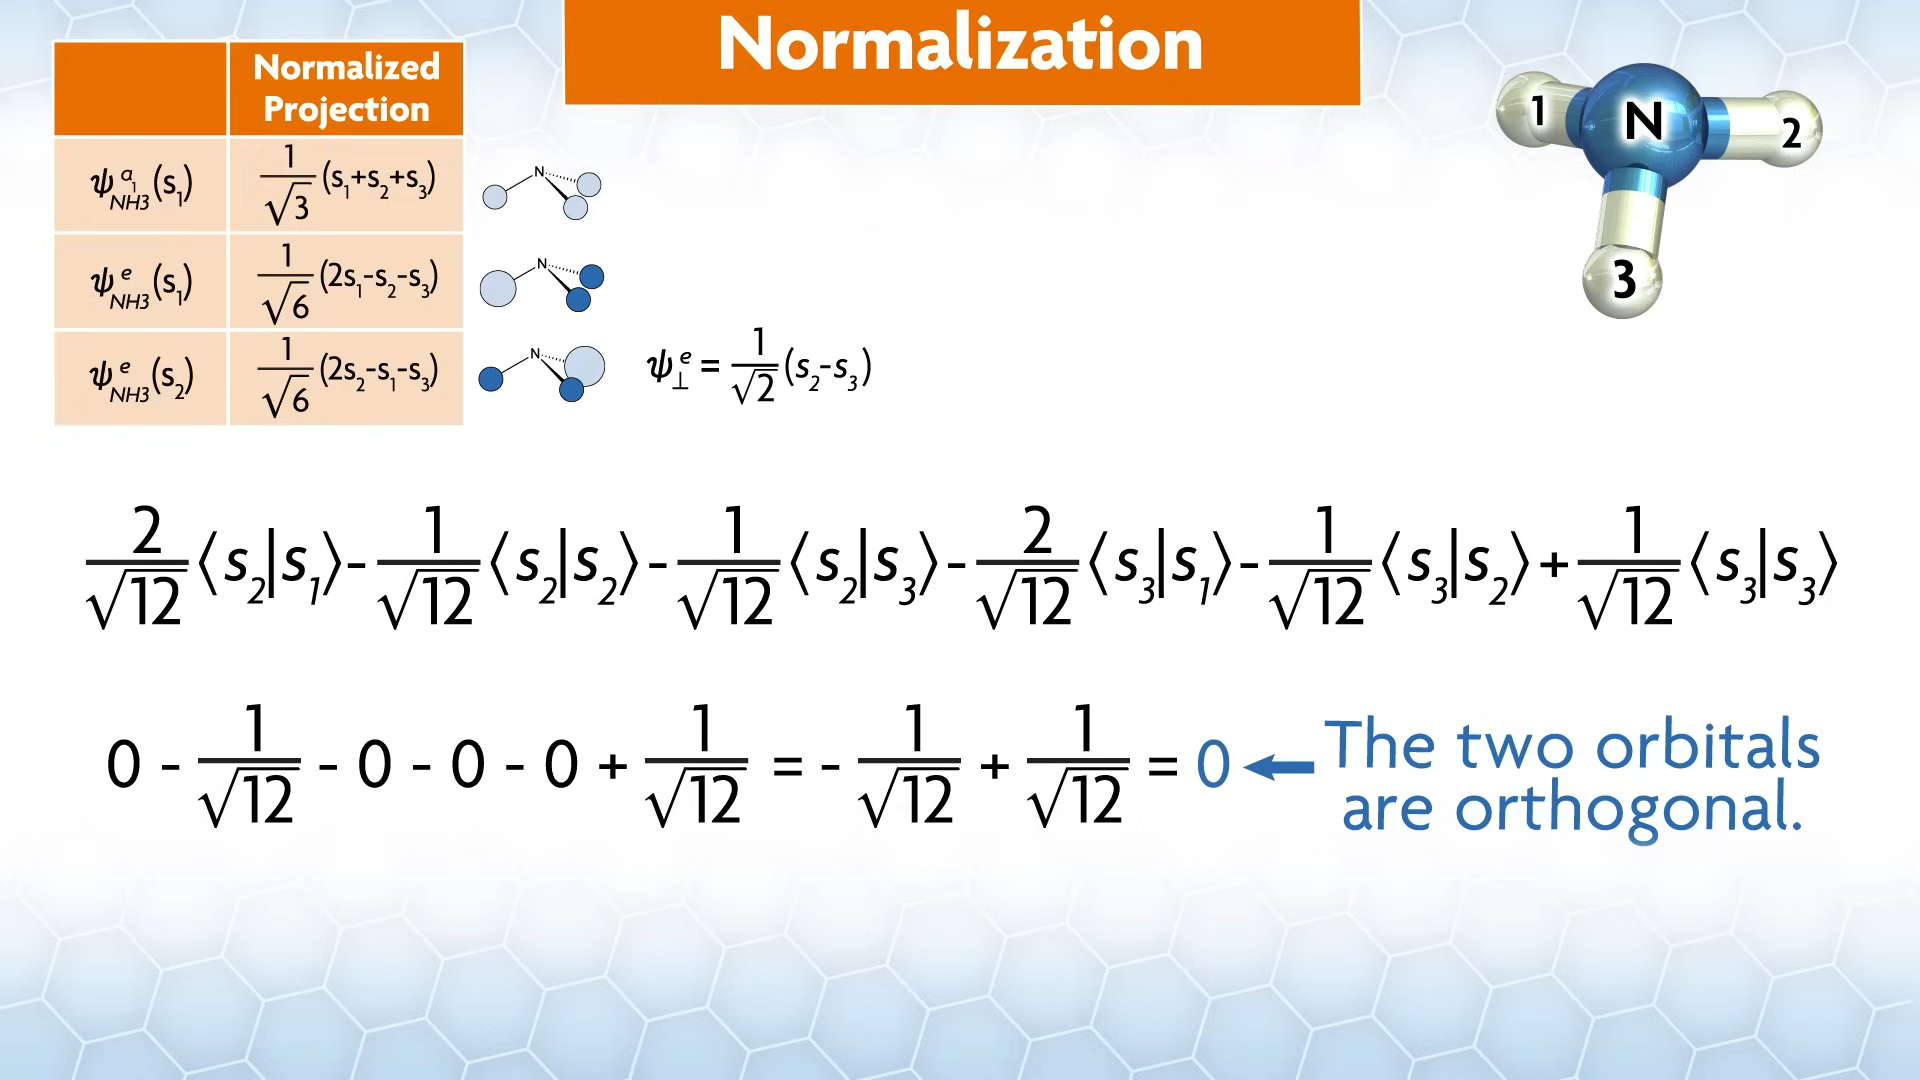 Normalization
Normalized
Projection
ψ^{a₁}_{NH3}(s₁) 1/√3 (s₁+s₂+s₃)
N
ψ^{e}_{NH3}(s₁) 1/√6 (2s₁-s₂-s₃)
N
ψ^{e}_{NH3}(s₂) 1/√6 (2s₂-s₁-s₃)
N
ψ^{e}_{⊥} = 1/√2 (s₂-s₃)
1 N 2
3
2/√12 ⟨s₂|s₁⟩ - 1/√12 ⟨s₂|s₂⟩ - 1/√12 ⟨s₂|s₃⟩ - 2/√12 ⟨s₃|s₁⟩ - 1/√12 ⟨s₃|s₂⟩ + 1/√12 ⟨s₃|s₃⟩
0 - 1/√12 - 0 - 0 - 0 + 1/√12 = - 1/√12 + 1/√12 = 0
The two orbitals
are orthogonal.